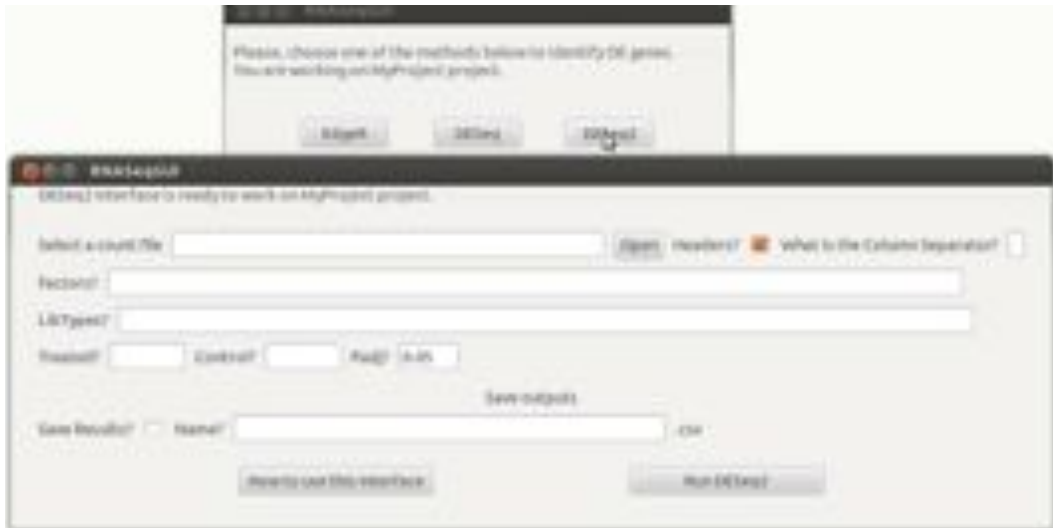 RNASeqGUI
Please, choose one of the methods below to identify DE genes.
You are working on MyProject project.
EdgeR DESeq DESeq2
RNASeqGUI
DESeq2 Interface is ready to work on MyProject project.
Select a count file Open Headers? What is the Column Separator?
Factors?
LibTypes?
Treated? Control? Padj? 0.05
Save outputs
Save Results? Name? .csv
How to use this Interface Run DESeq2